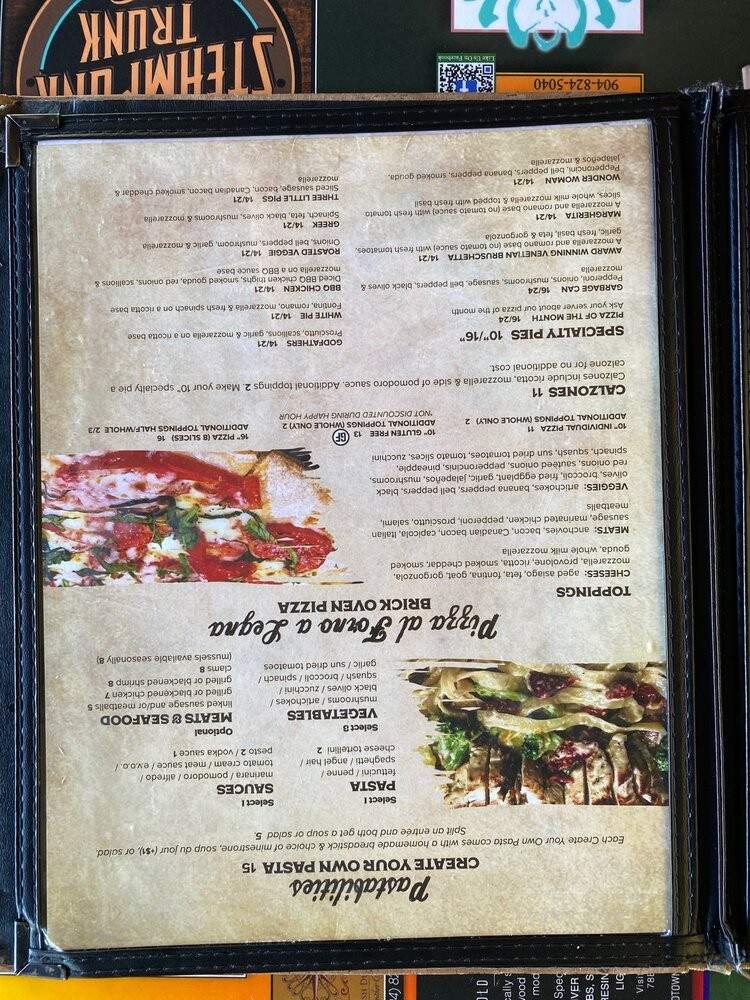 Pastabilities
CREATE YOUR OWN PASTA 15
Each Create Your Own Pasta comes with a homemade breadstick & choice of minestrone, soup du jour (+$1), or salad.
Split an entrée and both get a soup or salad 5
Select 1
PASTA
fettucini / penne /
spaghetti / angel hair
cheese tortellini 2
Select 1
SAUCES
marinara / pomodoro / alfredo /
tomato cream / meat sauce / e.v.o.o. /
pesto 2 / vodka sauce 1
Select 3
VEGETABLES
mushrooms / artichokes /
black olives / zucchini /
squash / broccoli / spinach /
garlic / sun dried tomatoes
Optional
MEATS & SEAFOOD
linked sausage and/or meatballs 5
grilled or blackened chicken 7
grilled or blackened shrimp 8
clams 8
(mussels available seasonally 8)
Pizza al Forno a Legna
BRICK OVEN PIZZA
TOPPINGS
CHEESES: aged asiago, feta, fontina, goat, gorgonzola,
mozzarella, provolone, ricotta, smoked cheddar, smoked
gouda, whole milk mozzarella
MEATS: anchovies, bacon, Canadian bacon, capicolla, Italian
sausage, marinated chicken, pepperoni, prosciutto, salami,
meatballs
VEGGIES: artichokes, banana peppers, bell peppers, black
olives, broccoli, fried eggplant, garlic, jalapeños, mushrooms,
red onions, sautéed onions, pepperoncinis, pineapple,
spinach, squash, sun dried tomatoes, tomato slices, zucchini
10" INDIVIDUAL PIZZA 11
ADDITIONAL TOPPINGS (WHOLE ONLY) 2
10" GLUTEN FREE 13 GF
ADDITIONAL TOPPINGS (WHOLE ONLY) 2
*NOT DISCOUNTED DURING HAPPY HOUR
16" PIZZA (8 SLICES) 16
ADDITIONAL TOPPINGS HALF/WHOLE 2/3
CALZONES 11
Calzones include ricotta, mozzarella & side of pomodoro sauce. Additional toppings 2. Make your 10" specialty pie a
calzone for no additional cost.
SPECIALTY PIES 10"/16"
PIZZA OF THE MONTH 16/24
Ask your server about our pizza of the month
GARBAGE CAN 16/24
Pepperoni, onions, mushrooms, sausage, bell peppers, black olives &
mozzarella
AWARD WINNING VENETIAN BRUSCHETTA 14/21
A mozzarella and romano base (no tomato sauce) with fresh tomatoes,
garlic, fresh basil, feta & gorgonzola
MARGHERITA 14/21
A mozzarella and romano base (no tomato sauce) with fresh tomato
slices, whole milk mozzarella & topped with fresh basil
WONDER WOMAN 14/21
Pepperoncini, bell peppers, banana peppers, smoked gouda,
jalapeños & mozzarella
GODFATHERS 14/21
Prosciutto, scallions, garlic & mozzarella on a ricotta base
WHITE PIE 14/21
Fontina, romano, mozzarella & fresh spinach on a ricotta base
BBQ CHICKEN 14/21
Diced BBQ chicken thighs, smoked gouda, red onions, scallions &
mozzarella on a BBQ sauce base
ROASTED VEGGIE 14/21
Onions, bell peppers, mushroom, garlic & mozzarella
GREEK 14/21
Spinach, feta, black olives, mushrooms & mozzarella
THREE LITTLE PIGS 14/21
Sliced sausage, bacon, Canadian bacon, smoked cheddar &
mozzarella
904-824-5040
Like Us On Facebook
STEAMPUNK
TRUNK